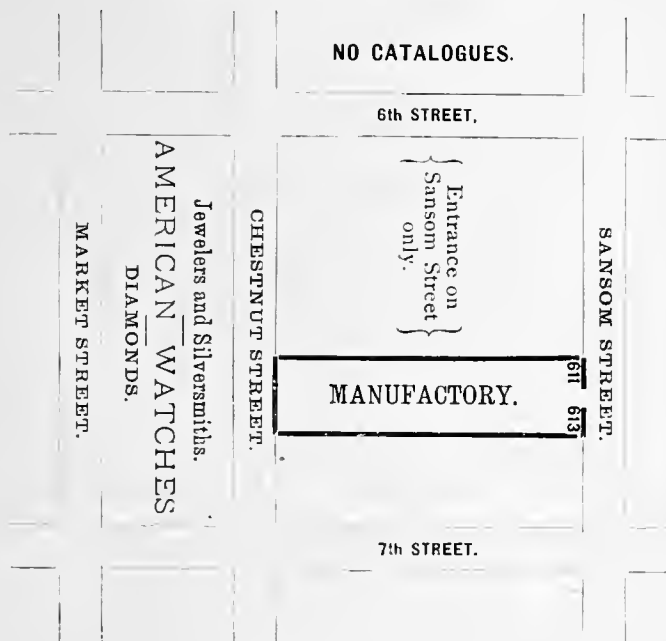 NO CATALOGUES.
6th STREET,
Entrance on
Sansom Street
only.
SANSOM STREET.
CHESTNUT STREET.
Jewelers and Silversmiths.
AMERICAN WATCHES
DIAMONDS.
MARKET STREET.
MANUFACTORY.
611
613
7th STREET.